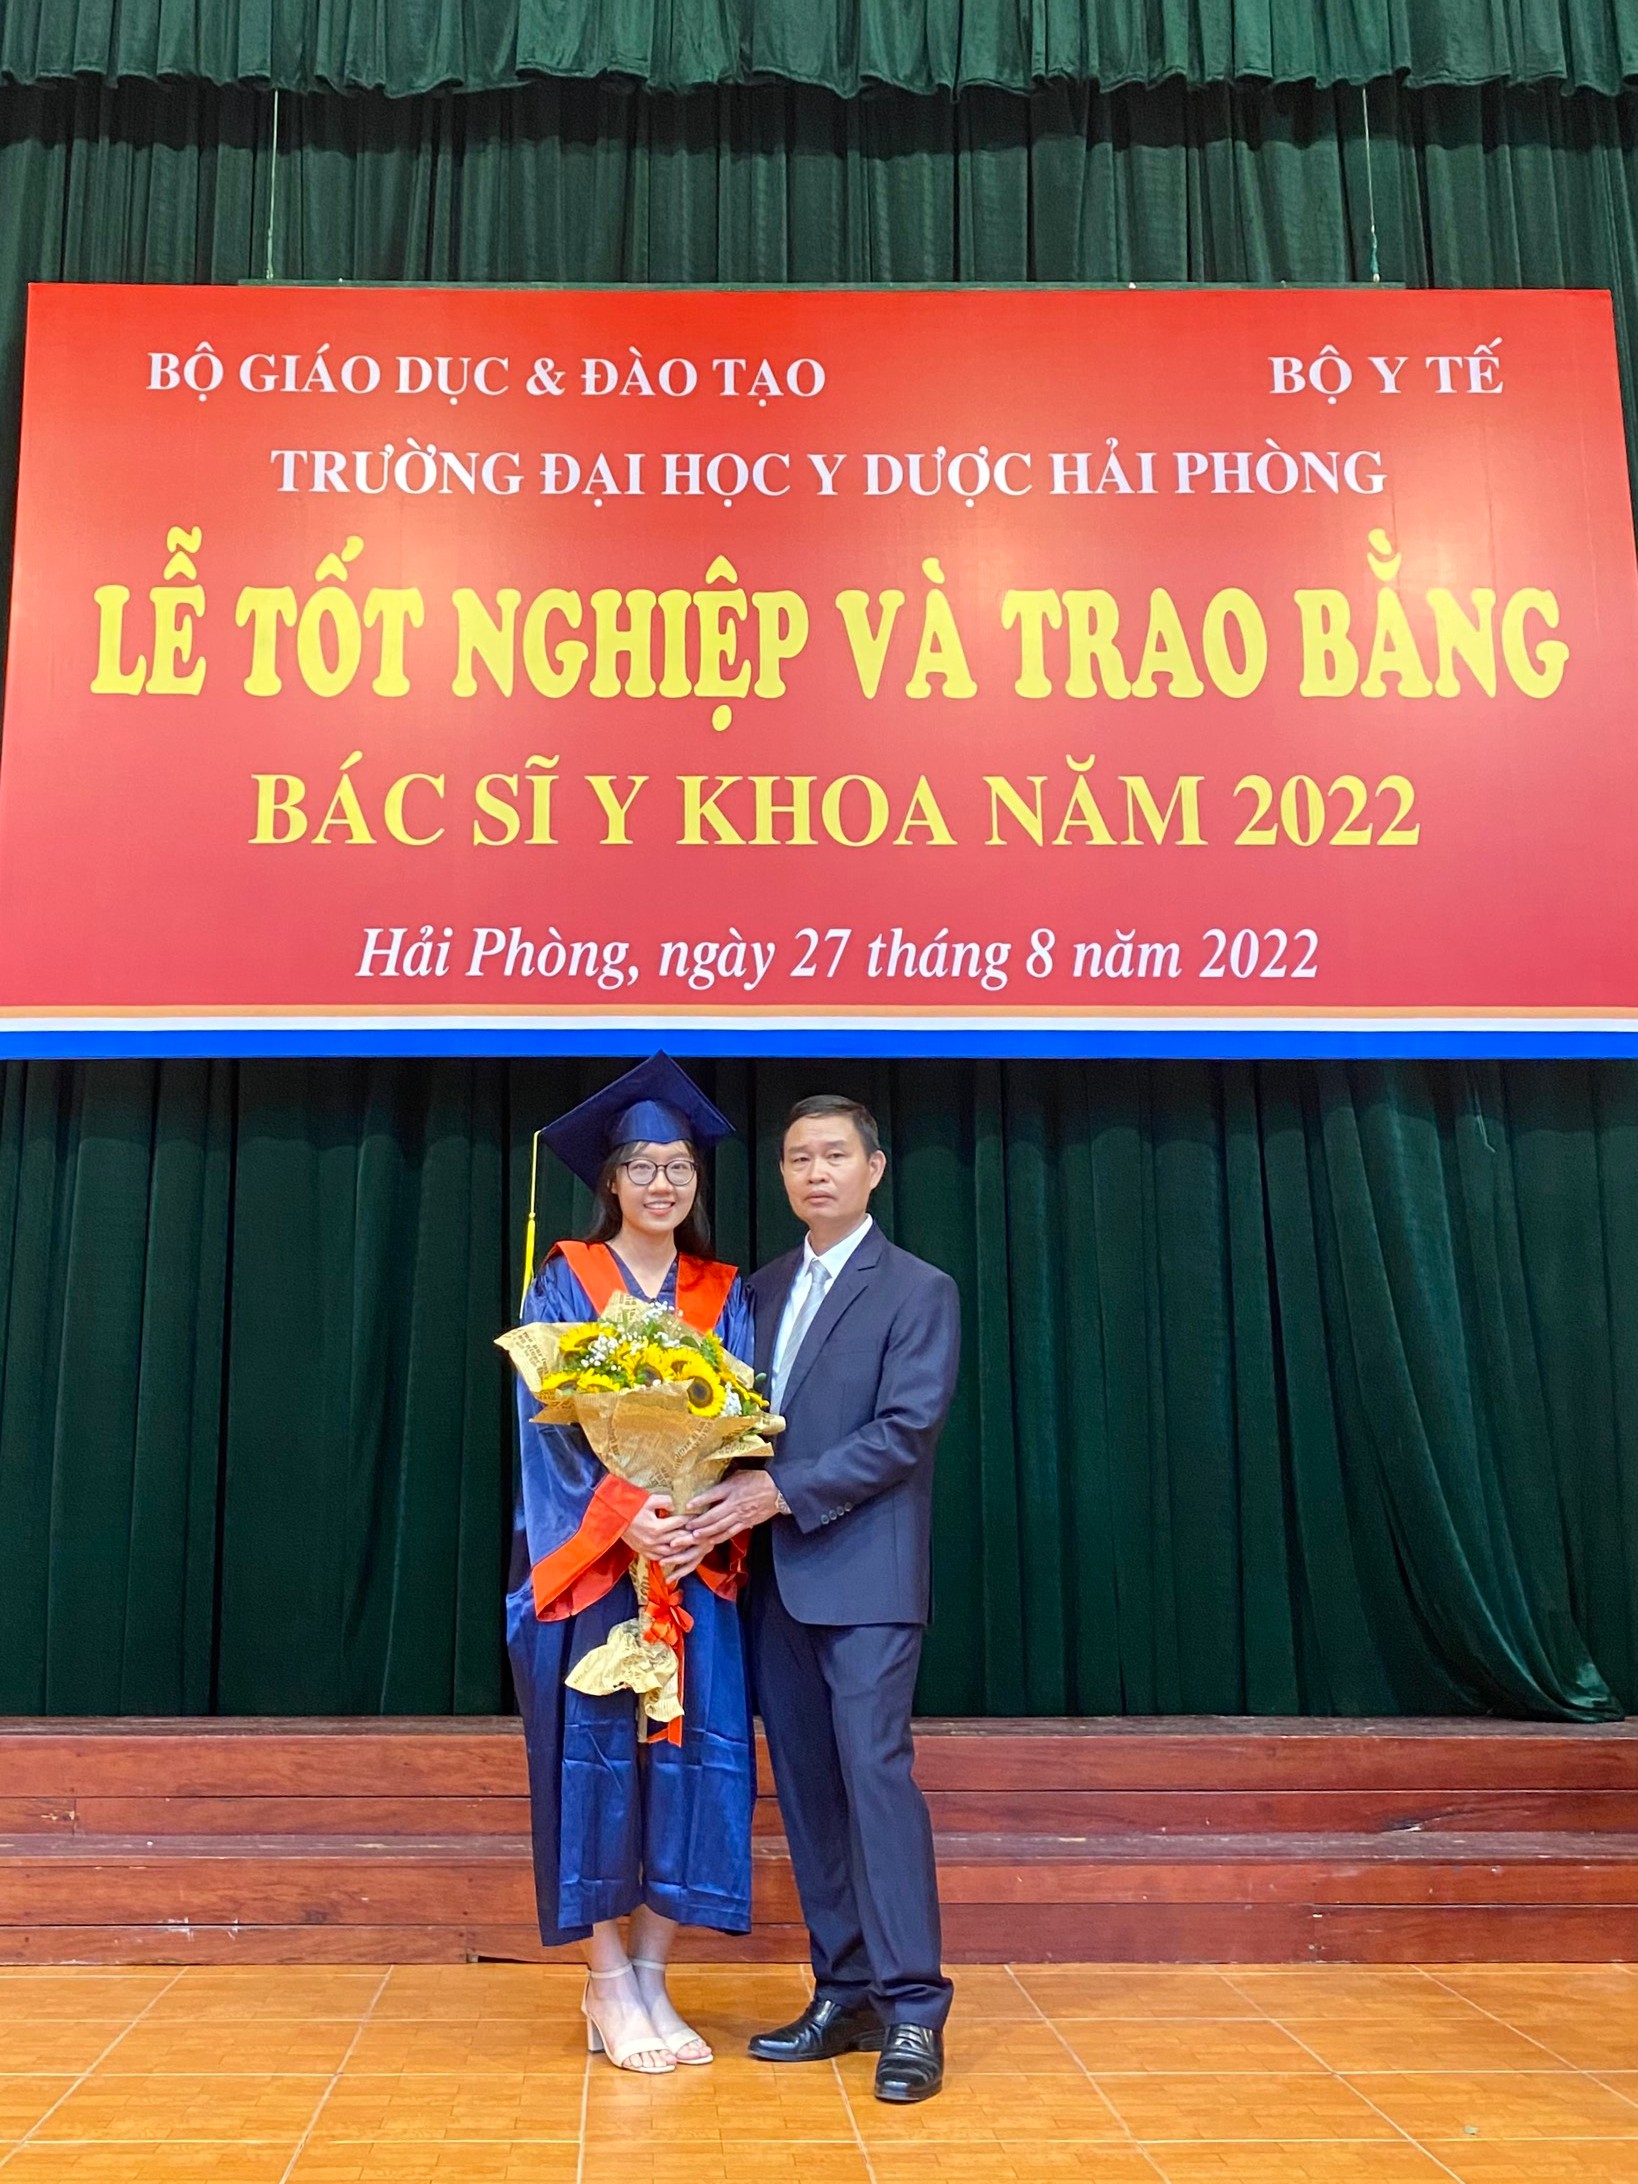 BỘ GIÁO DỤC & ĐÀO TẠO BỘ Y TẾ
TRƯỜNG ĐẠI HỌC Y DƯỢC HẢI PHÒNG
LỄ TỐT NGHIỆP VÀ TRAO BẰNG
BÁC SĨ Y KHOA NĂM 2022
Hải Phòng, ngày 27 tháng 8 năm 2022